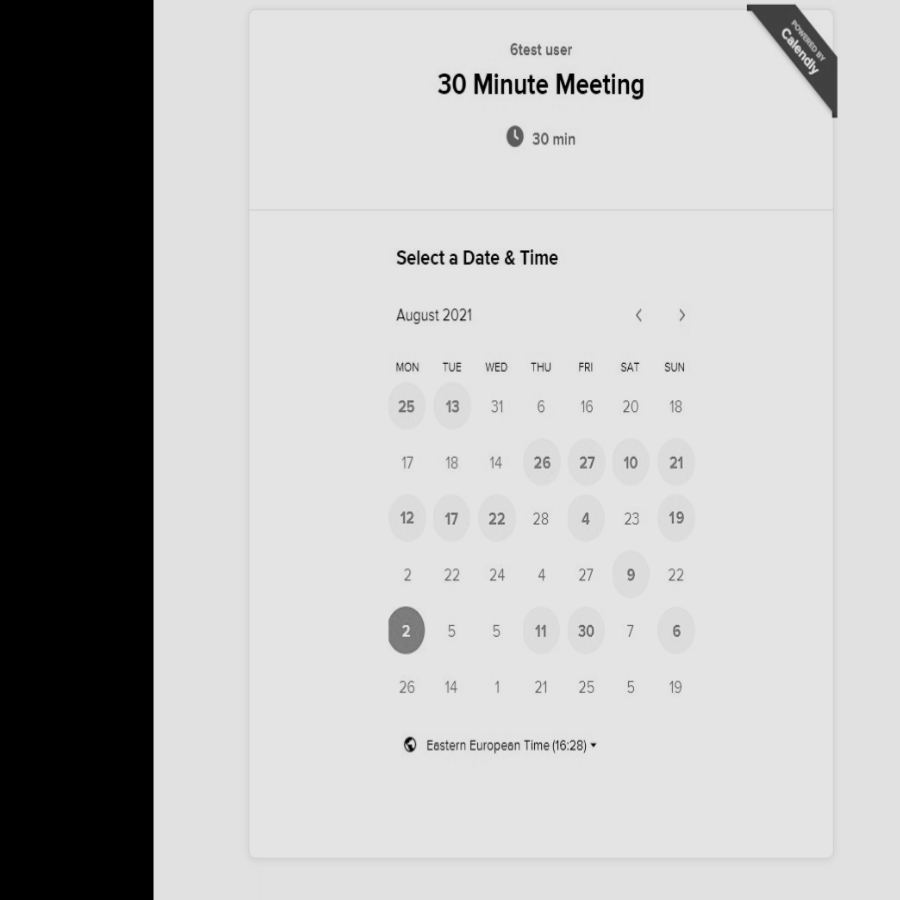 POWERED BY
Calendly
6test user
30 Minute Meeting
30 min
Select a Date & Time
August 2021
MON TUE WED THU FRI SAT SUN
25 13 31 6 16 20 18
17 18 14 26 27 10 21
12 17 22 28 4 23 19
2 22 24 4 27 9 22
2 5 5 11 30 7 6
26 14 1 21 25 5 19
Eastern European Time (16:28)